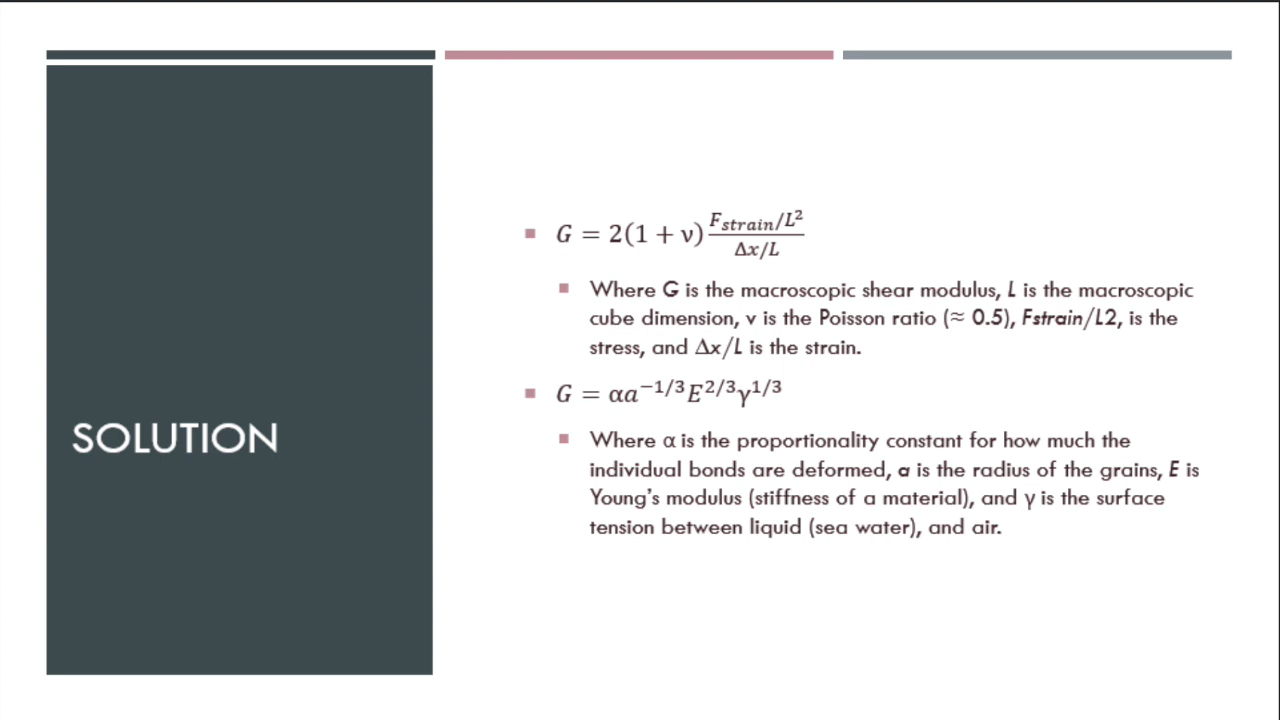 SOLUTION
G = 2(1 + ν) (F_strain/L²)/(Δx/L)
Where G is the macroscopic shear modulus, L is the macroscopic
cube dimension, v is the Poisson ratio (≈ 0.5), Fstrain/L2, is the
stress, and Δx/L is the strain.
G = αa^(−1/3)E^(2/3)γ^(1/3)
Where α is the proportionality constant for how much the
individual bonds are deformed, a is the radius of the grains, E is
Young's modulus (stiffness of a material), and γ is the surface
tension between liquid (sea water), and air.